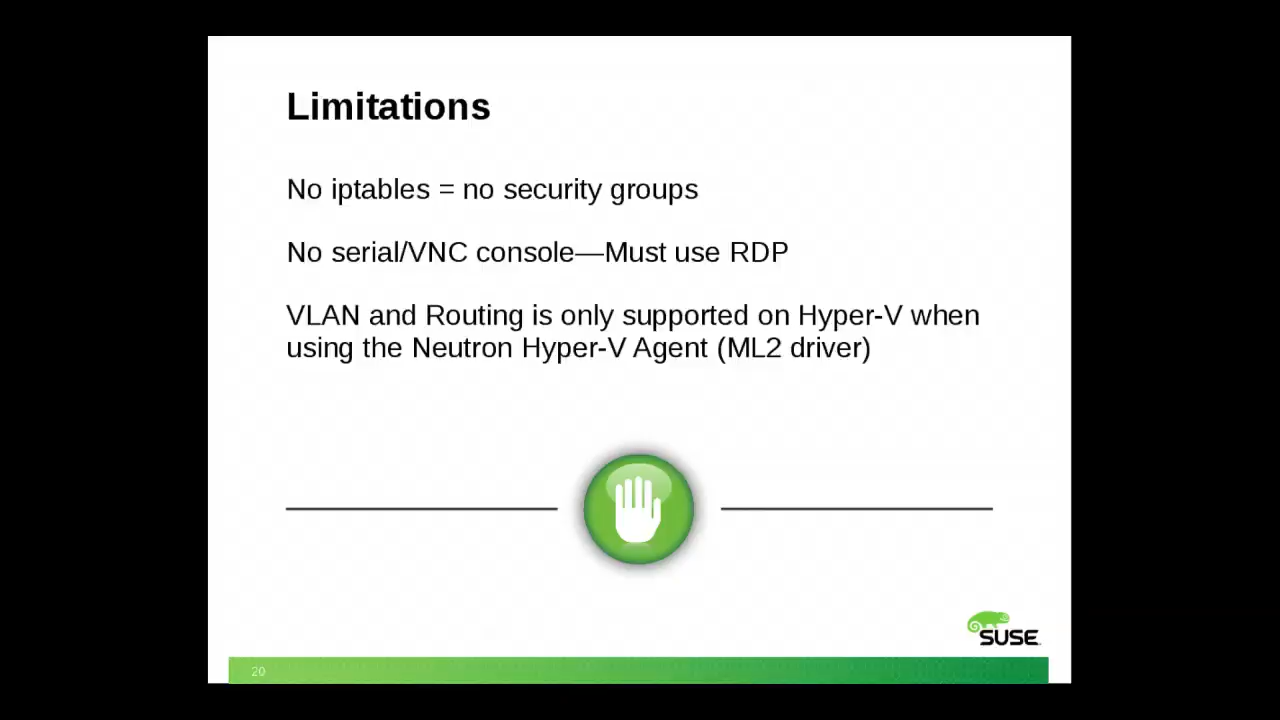 Limitations
No iptables = no security groups
No serial/VNC console—Must use RDP
VLAN and Routing is only supported on Hyper-V when
using the Neutron Hyper-V Agent (ML2 driver)
SUSE
20